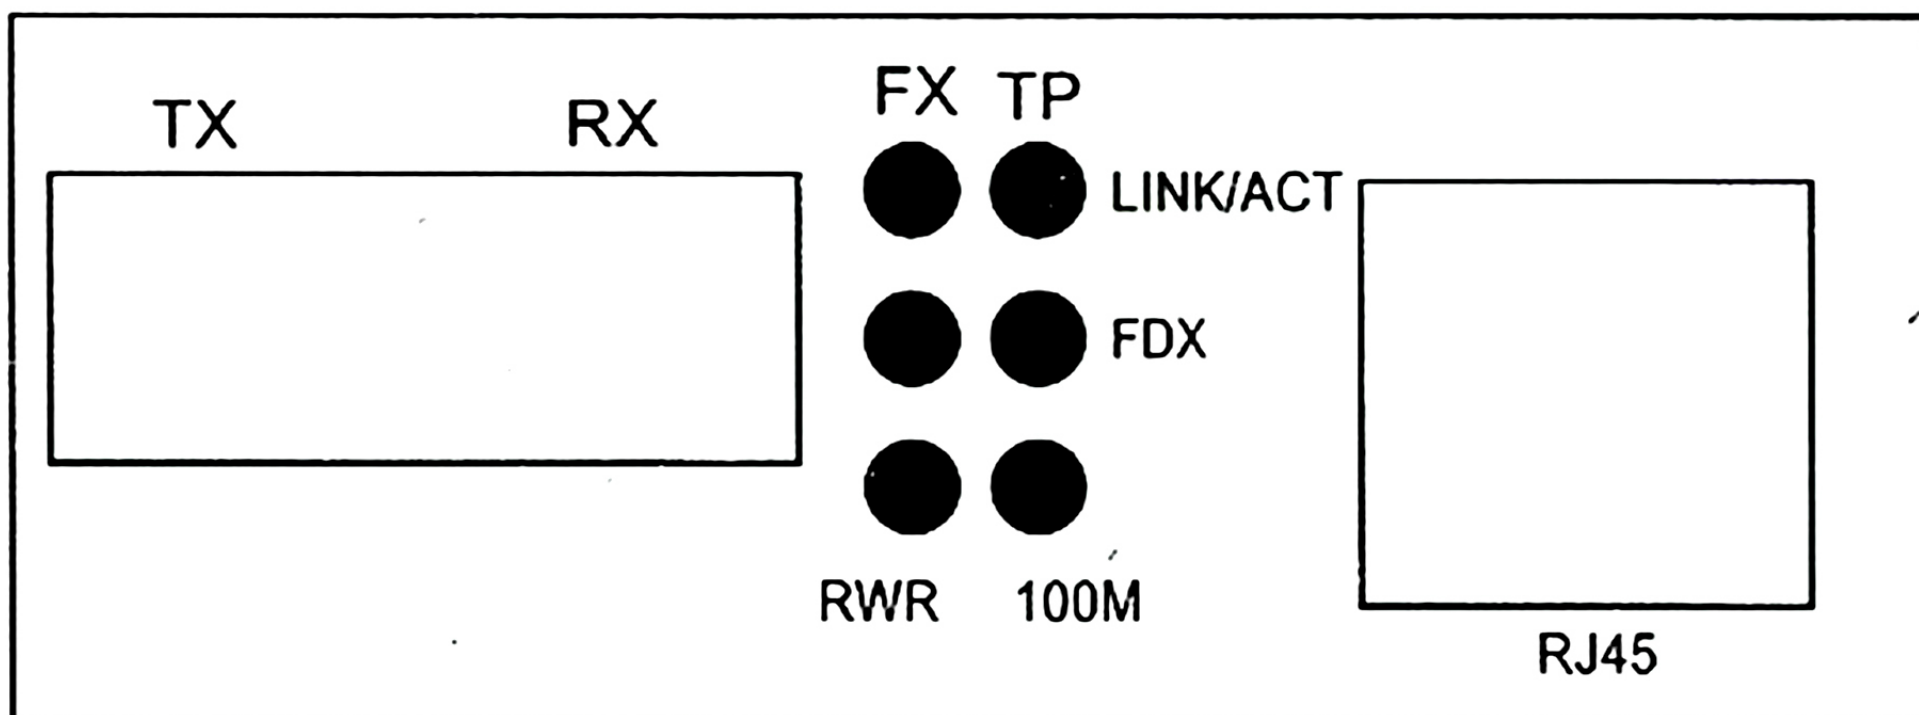 TX RX FX TP
LINK/ACT
FDX
RWR 100M
RJ45